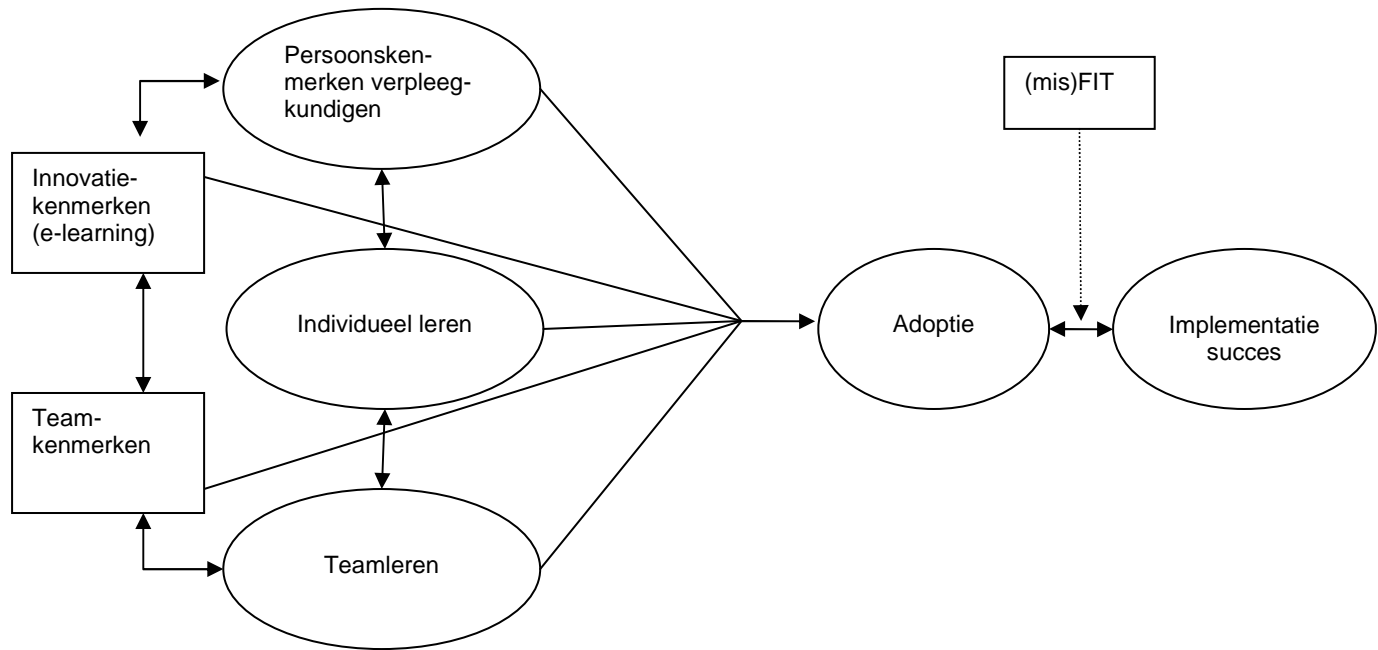 Persoonsken-
merken verpleeg-
kundigen
(mis)FIT
Innovatie-
kenmerken
(e-learning)
Individueel leren
Adoptie
Implementatie
succes
Team-
kenmerken
Teamleren